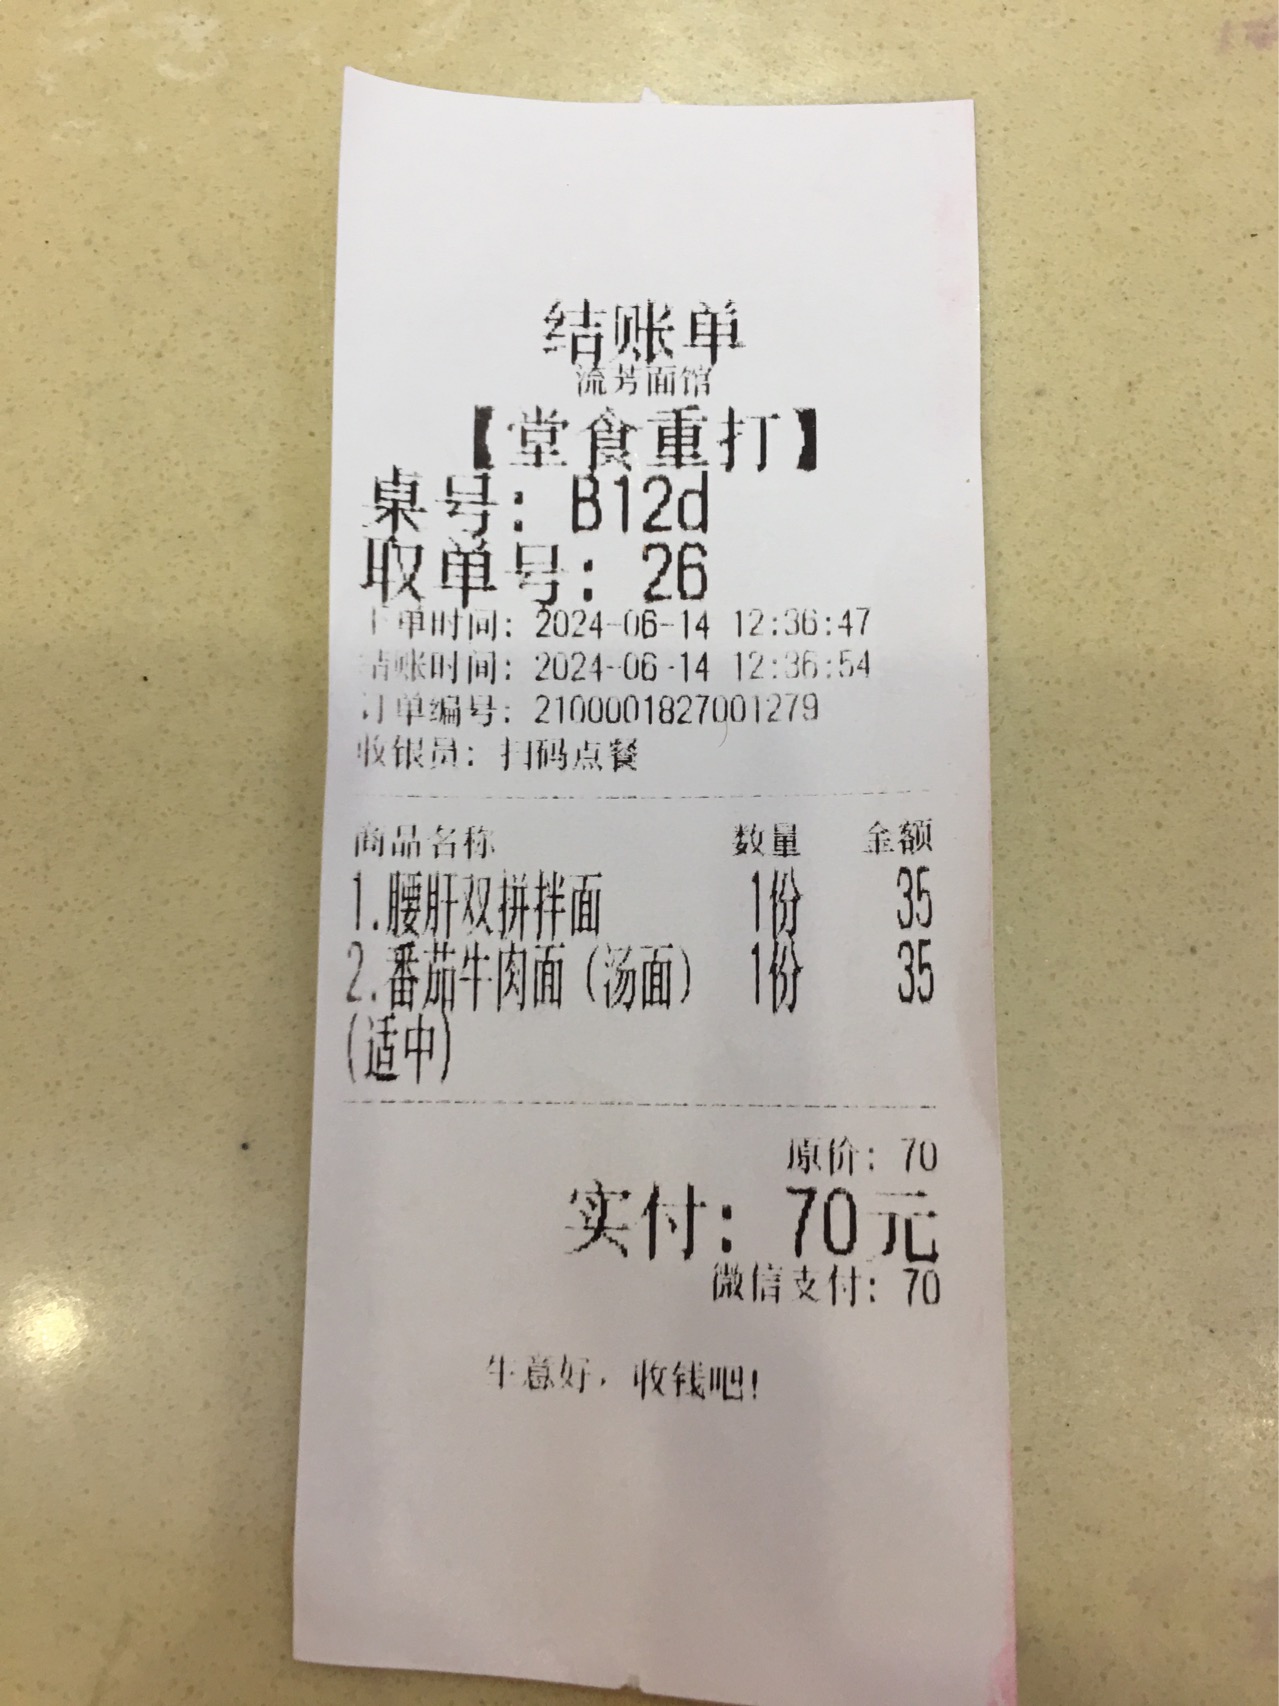 结账单
流芳面馆
【堂食重打】
桌号：B12d
取单号：26
下单时间：2024-06-14 12:36:47
结账时间：2024-06-14 12:36:54
订单编号：2100001827001279
收银员：扫码点餐
商品名称 数量 金额
1.腰肝双拼拌面 1份 35
2.番茄牛肉面（汤面） 1份 35
(适中)
原价：70
实付：70元
微信支付：70
生意好，收钱吧！